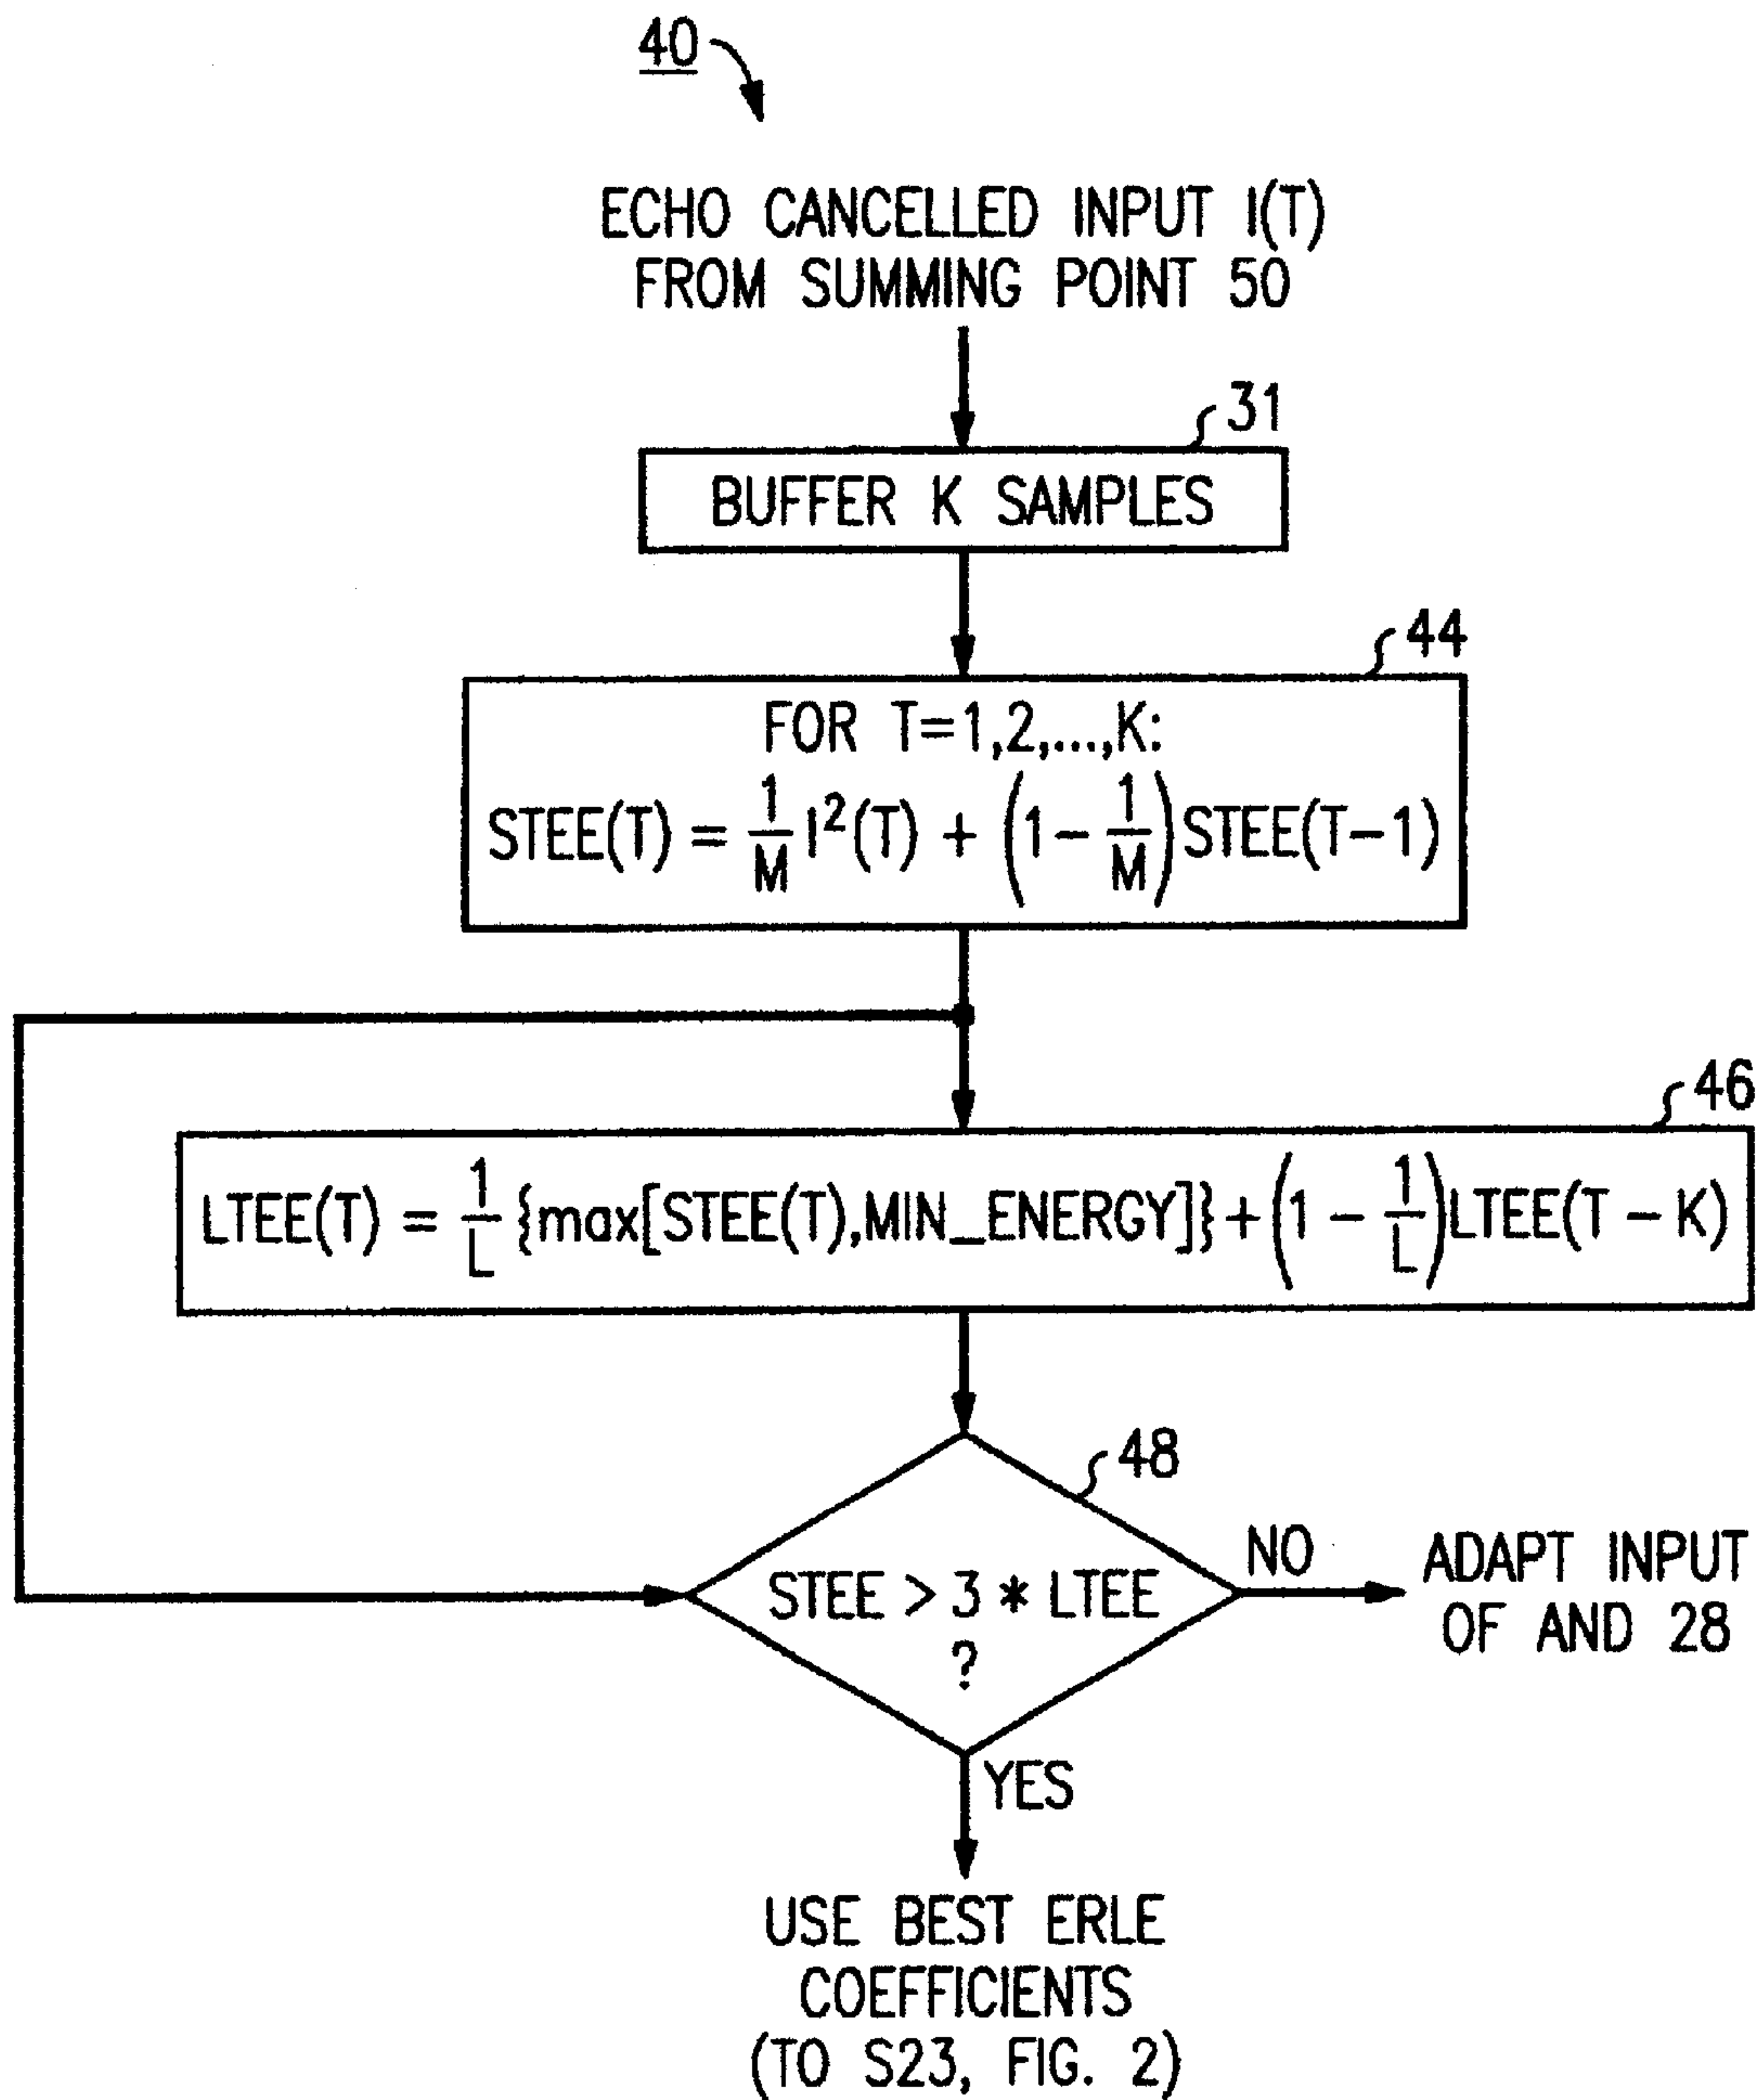 40
ECHO CANCELLED INPUT I(T)
FROM SUMMING POINT 50
31
BUFFER K SAMPLES
44
FOR T=1,2,...,K:
STEE(T) = 1/M I²(T) + (1 - 1/M) STEE(T-1)
46
LTEE(T) = 1/L {max[STEE(T),MIN_ENERGY]} + (1 - 1/L) LTEE(T - K)
48
STEE > 3 * LTEE
?
NO
ADAPT INPUT
OF AND 28
YES
USE BEST ERLE
COEFFICIENTS
(TO S23, FIG. 2)